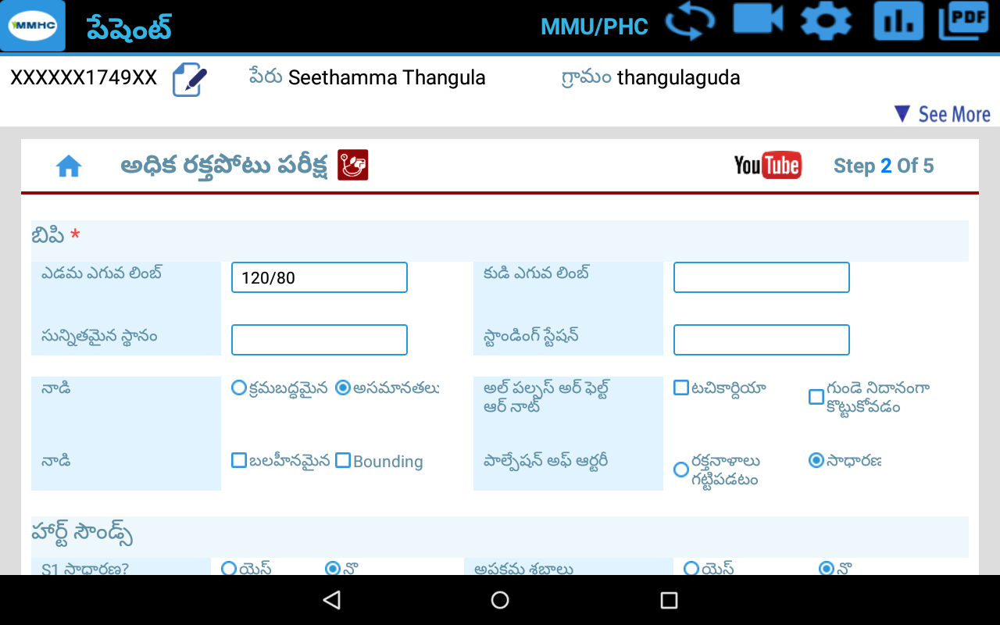 MMHC పేషెంట్ MMU/PHC PDF
XXXXXX1749XX పేరు Seethamma Thangula గ్రామం thangulaguda
▼ See More
అధిక రక్తపోటు పరీక్ష YouTube Step 2 Of 5
బిపి *
ఎడమ ఎగువ లింబ్ 120/80 కుడి ఎగువ లింబ్
సున్నితమైన స్థానం స్టాండింగ్ స్టేషన్
నాడి క్రమబద్ధమైన అసమానతలు అల్ పల్సస్ అర్ ఫెల్ట్ టచికార్దియా గుండె నిదానంగా
ఆర్ నాట్ కొట్టుకోవడం
నాడి బలహీనమైన Bounding పాల్పేషన్ అఫ్ ఆర్టరీ రక్తనాళాలు సాధారణ
గట్టిపడటం
హార్ట్ సౌండ్స్
S1 సాధారణ? యెస్ నొ అపక్రమ శబ్దాలు యెస్ నొ